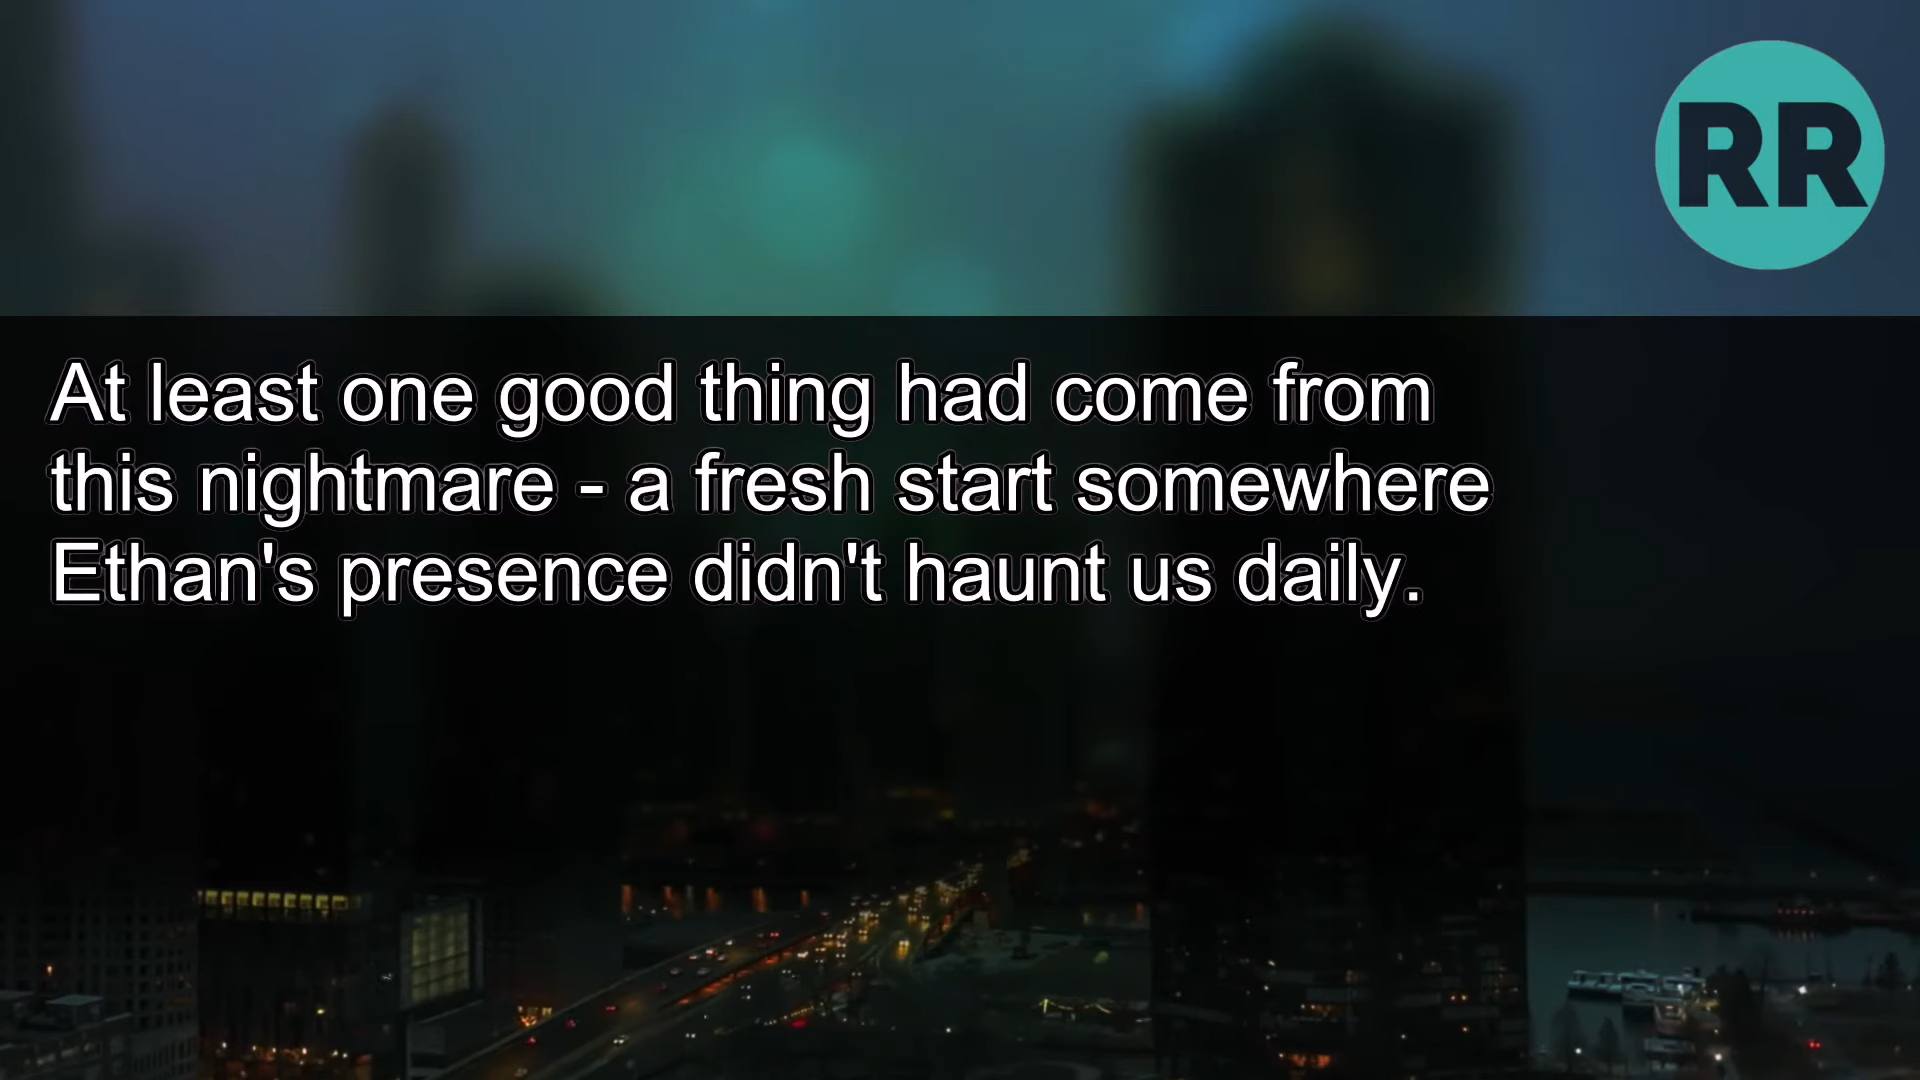 RR
At least one good thing had come from
this nightmare - a fresh start somewhere
Ethan's presence didn't haunt us daily.